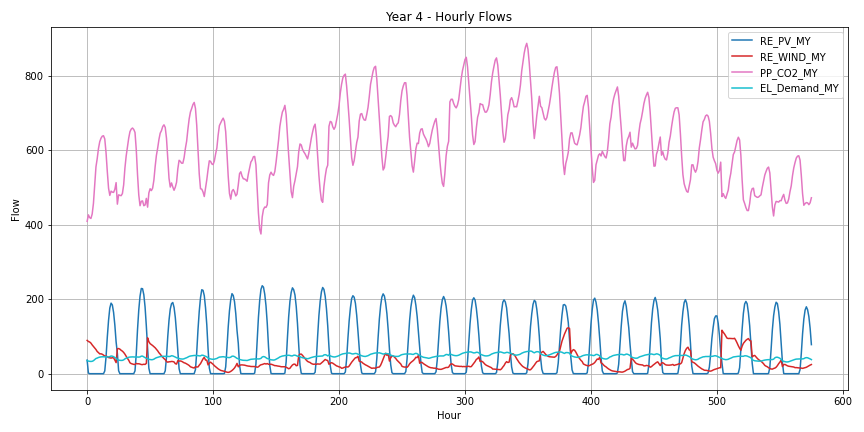 Year 4 - Hourly Flows
RE_PV_MY
RE_WIND_MY
PP_CO2_MY
EL_Demand_MY
Flow
800
600
400
200
0
0
100
200
300
400
500
600
Hour